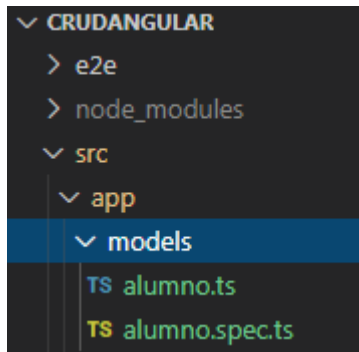 CRUDANGULAR
e2e
node_modules
src
app
models
TS alumno.ts
TS alumno.spec.ts